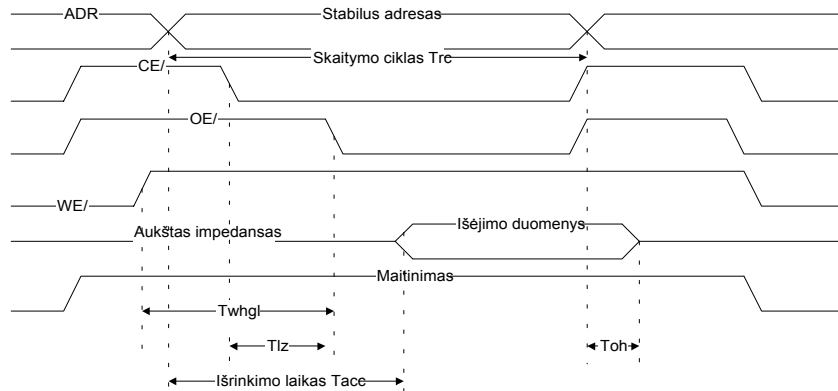 ADR
Stabilus adresas
Skaitymo ciklas Trc
CE/
OE/
WE/
Aukštas impedansas
Išėjimo duomenys
Maitinimas
Twhgl
Tlz
Toh
Išrinkimo laikas Tacc